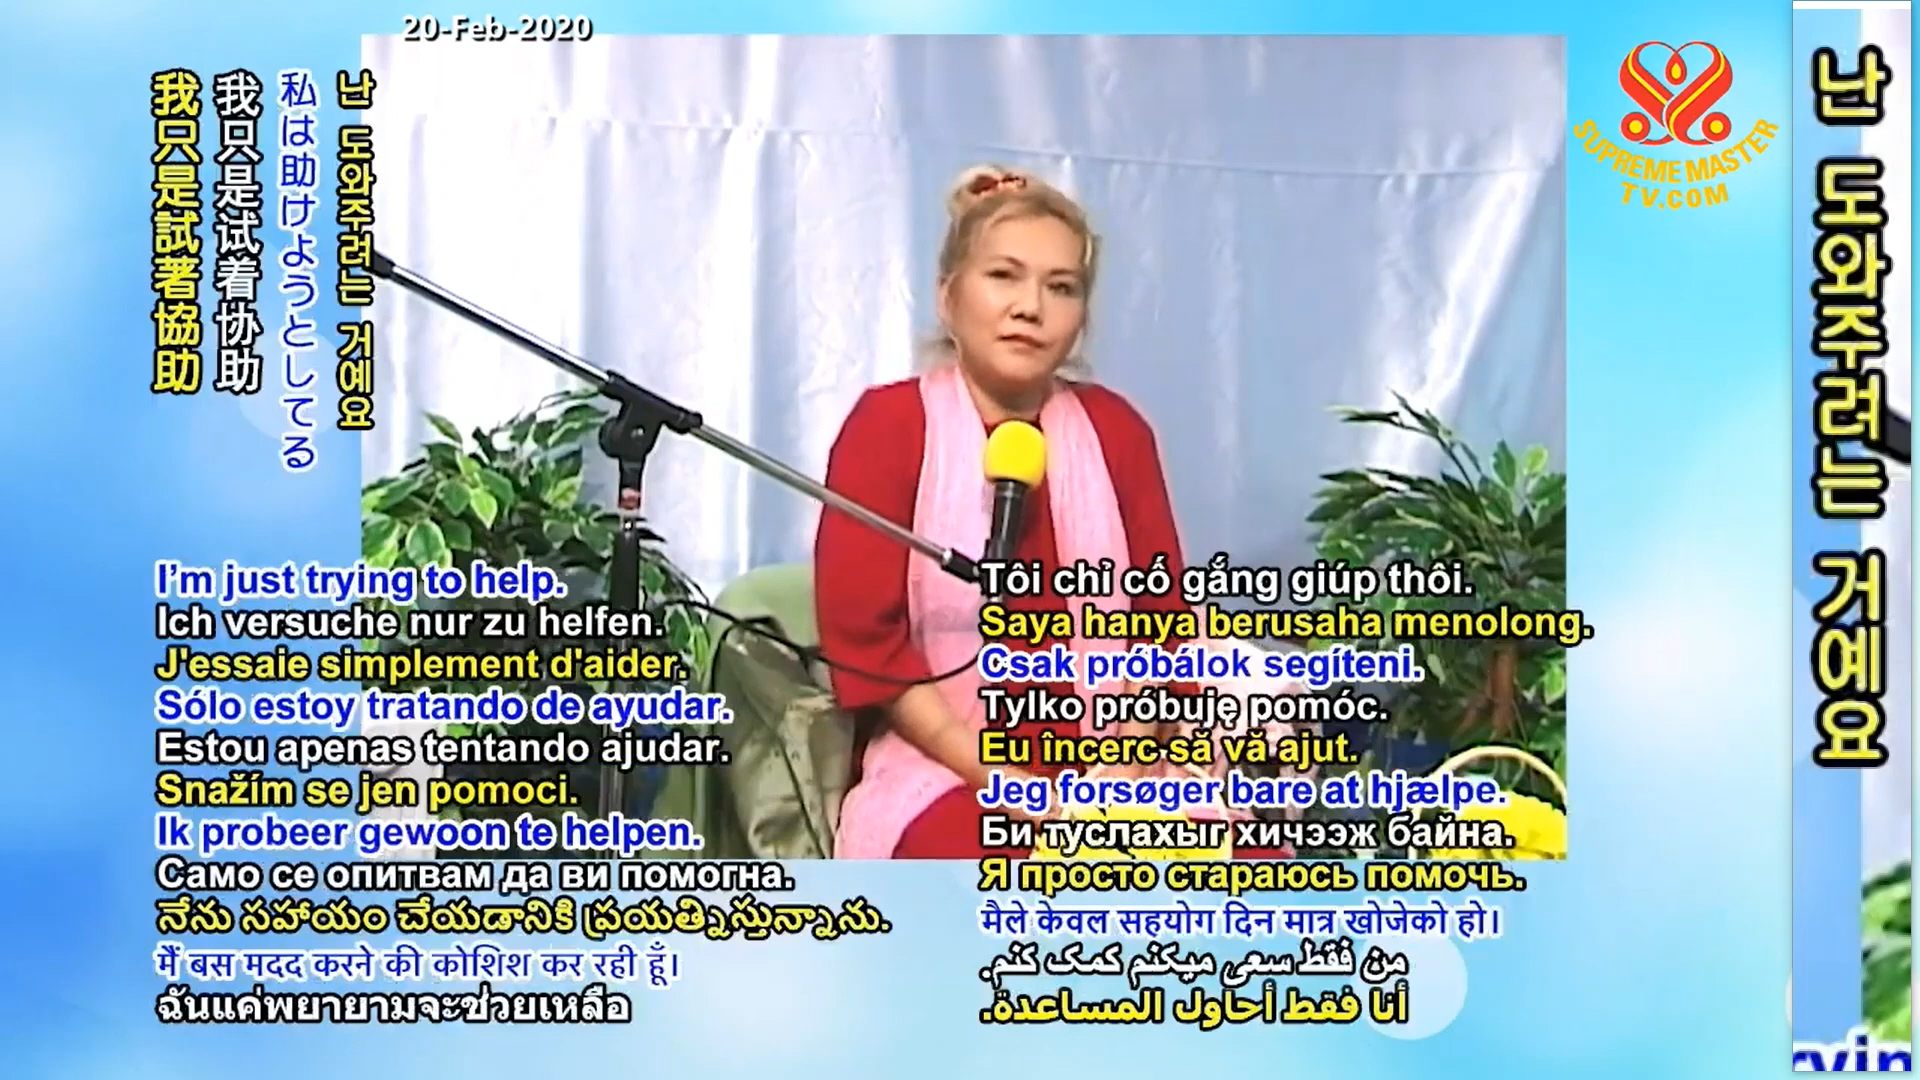 20-Feb-2020
난 도와주려는 거예요
私は助けようとしてる
我只是试着协助
我只是試著協助
SUPREME MASTER
TV.COM
I'm just trying to help.
Ich versuche nur zu helfen.
J'essaie simplement d'aider.
Sólo estoy tratando de ayudar.
Estou apenas tentando ajudar.
Snažím se jen pomoci.
Ik probeer gewoon te helpen.
Само се опитвам да ви помогна.
నేను సహాయం చేయడానికి ప్రయత్నిస్తున్నాను.
मैं बस मदद करने की कोशिश कर रही हूँ।
ฉันแค่พยายามจะช่วยเหลือ
Tôi chỉ cố gắng giúp thôi.
Saya hanya berusaha menolong.
Csak próbálok segíteni.
Tylko próbuję pomóc.
Eu încerc să vă ajut.
Jeg forsøger bare at hjælpe.
Би туслахыг хичээж байна.
Я просто стараюсь помочь.
मैले केवल सहयोग दिन मात्र खोजेको हो।
من فقط سعی میکنم کمک کنم.
أنا فقط أحاول المساعدة.
난 도와주려는 거예요